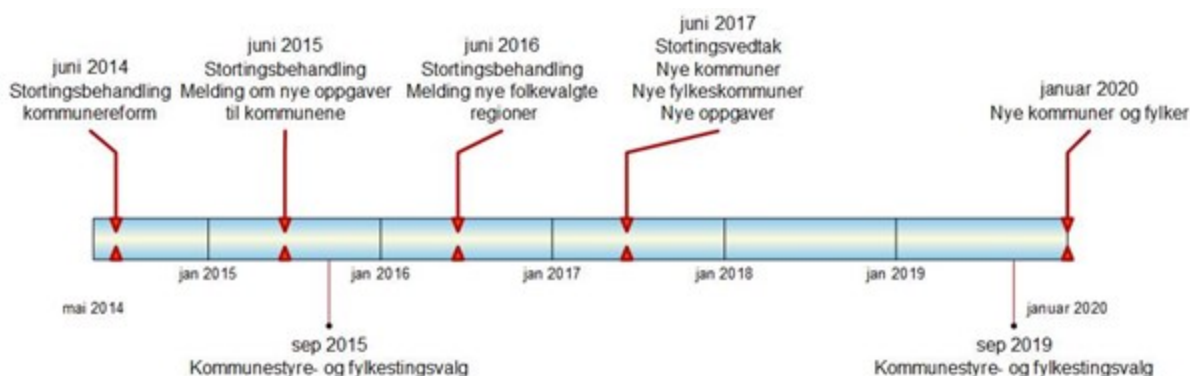 juni 2014
Stortingsbehandling
kommunereform
juni 2015
Stortingsbehandling
Melding om nye oppgaver
til kommunene
juni 2016
Stortingsbehandling
Melding nye folkevalgte
regioner
juni 2017
Stortingsvedtak
Nye kommuner
Nye fylkeskommuner
Nye oppgaver
januar 2020
Nye kommuner og fylker
jan 2015
jan 2016
jan 2017
jan 2018
jan 2019
mai 2014
januar 2020
sep 2015
Kommunestyre- og fylkestingsvalg
sep 2019
Kommunestyre- og fylkestingsvalg